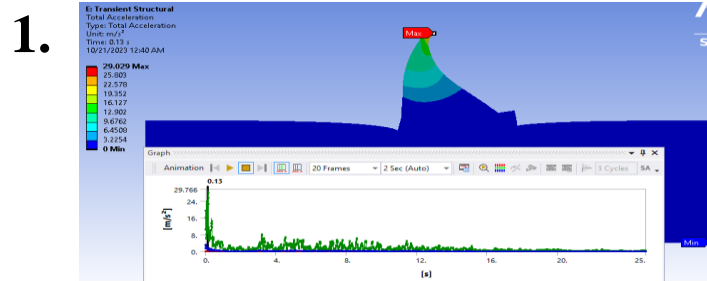 1.
E: Transient Structural
Total Acceleration
Type: Total Acceleration
Unit: m/s²
Time: 0.13 s
10/21/2023 12:40 AM
29.029 Max
25.803
22.578
19.352
16.127
12.902
9.6762
6.4508
3.2254
0 Min
Max
Min
Graph
Animation 20 Frames 2 Sec (Auto) 3 Cycles SA
0.13
29.766
24.
16.
8.
0.
[m/s²]
0. 4. 8. 12. 16. 20. 25.
[s]